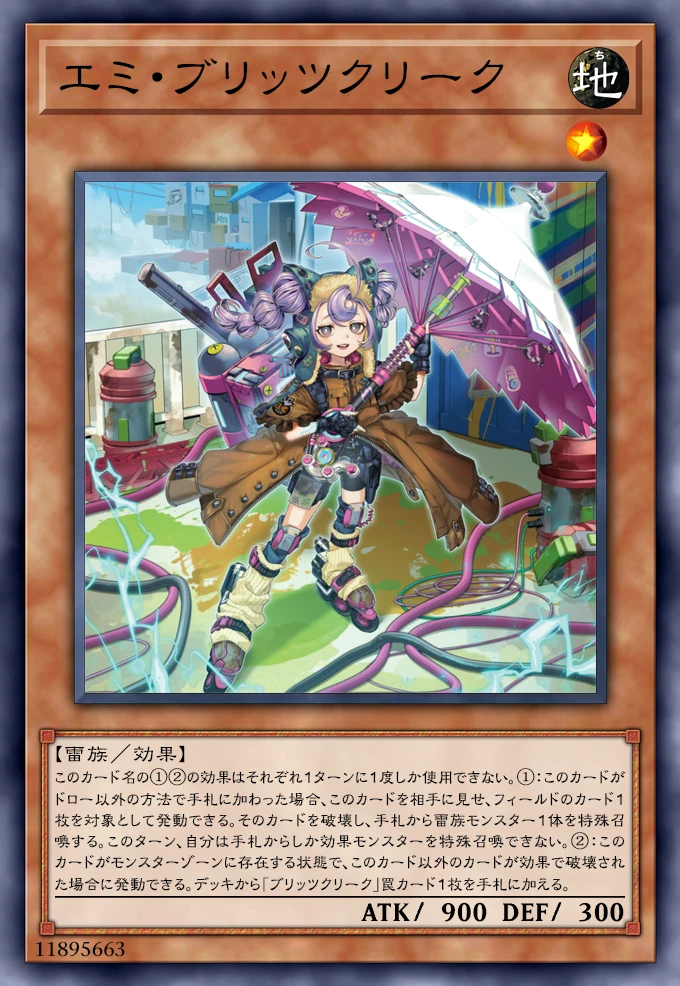 エミ・ブリッツクリーク
ち
地
【雷族／効果】
このカード名の①②の効果はそれぞれ1ターンに1度しか使用できない。①：このカードが
ドロー以外の方法で手札に加わった場合、このカードを相手に見せ、フィールドのカード1
枚を対象として発動できる。そのカードを破壊し、手札から雷族モンスター1体を特殊召
喚する。このターン、自分は手札からしか効果モンスターを特殊召喚できない。②：この
カードがモンスターゾーンに存在する状態で、このカード以外のカードが効果で破壊され
た場合に発動できる。デッキから「ブリッツクリーク」罠カード1枚を手札に加える。
ATK/ 900 DEF/ 300
11895663